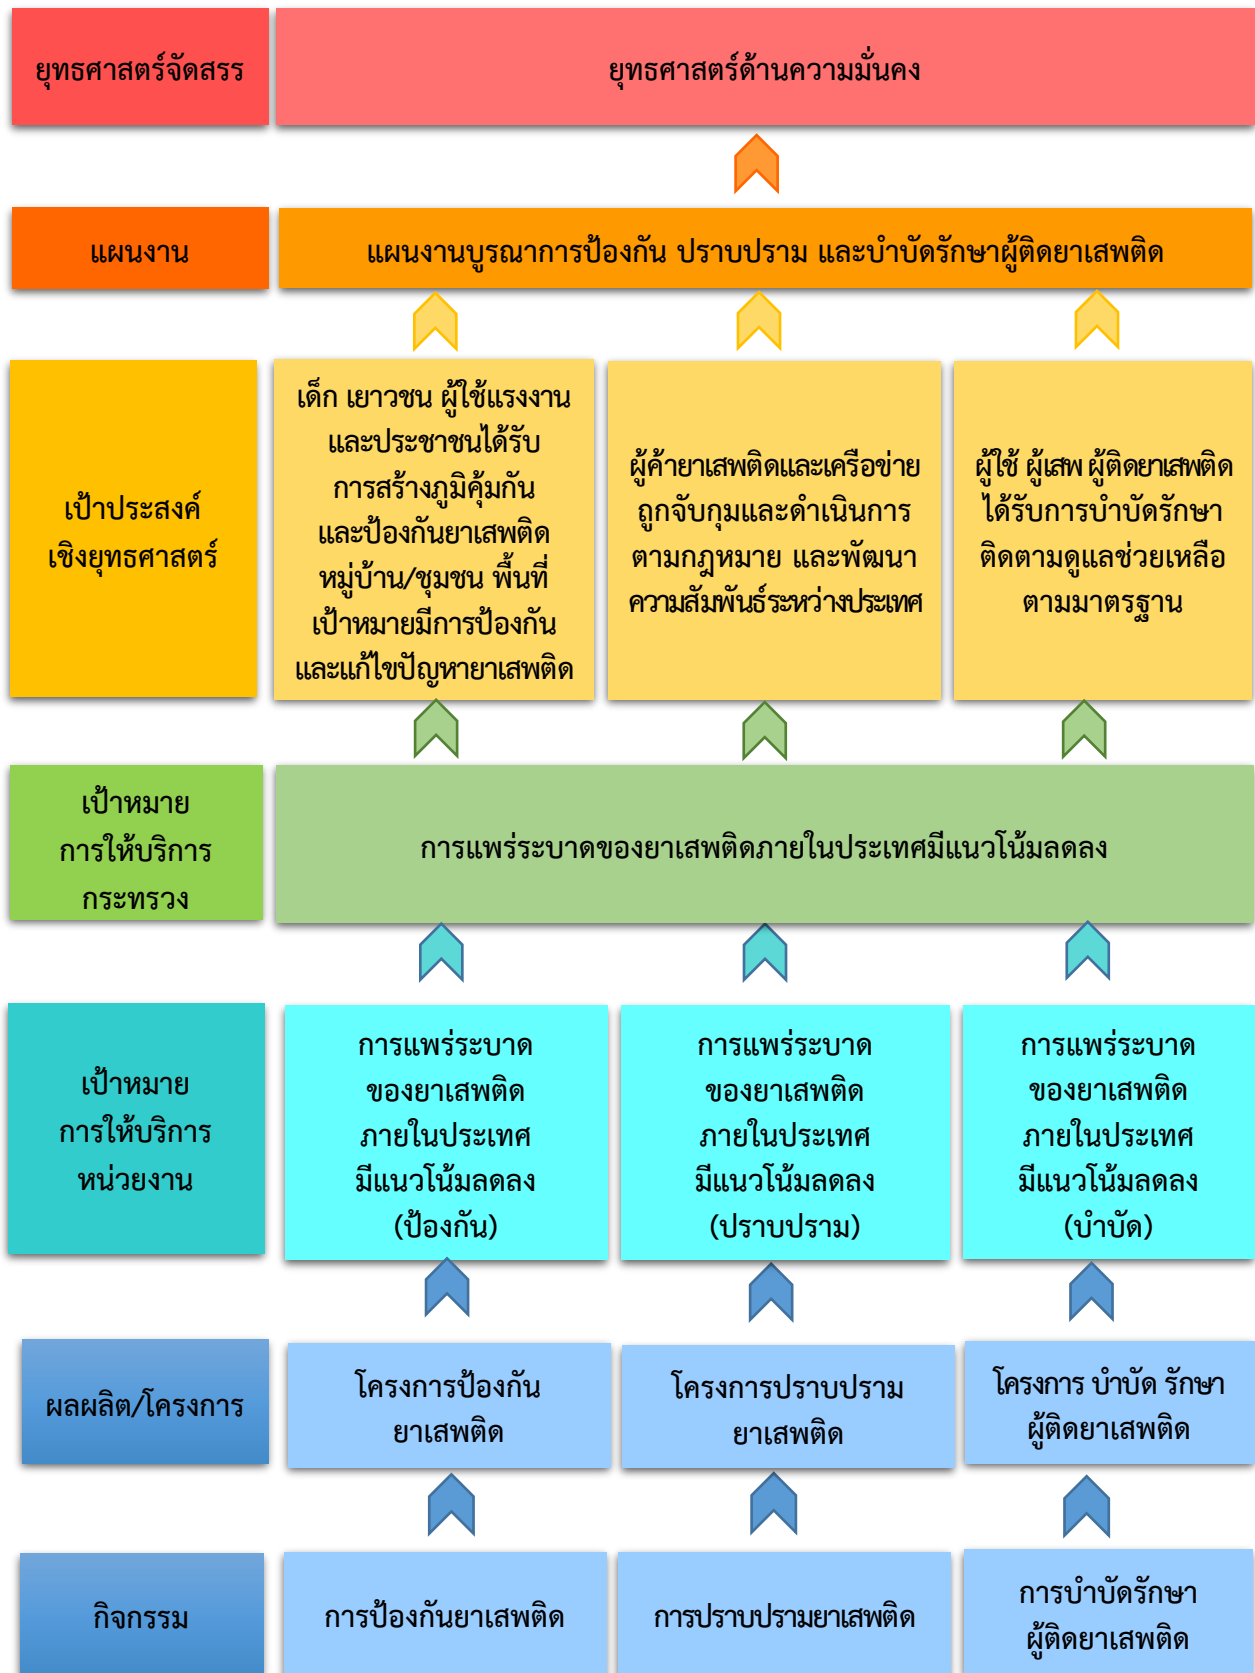 ยุทธศาสตร์จัดสรร
ยุทธศาสตร์ด้านความมั่นคง
แผนงาน
แผนงานบูรณาการป้องกัน ปราบปราม และบำบัดรักษาผู้ติดยาเสพติด
เป้าประสงค์
เชิงยุทธศาสตร์
เด็ก เยาวชน ผู้ใช้แรงงาน
และประชาชนได้รับ
การสร้างภูมิคุ้มกัน
และป้องกันยาเสพติด
หมู่บ้าน/ชุมชน พื้นที่
เป้าหมายมีการป้องกัน
และแก้ไขปัญหายาเสพติด
ผู้ค้ายาเสพติดและเครือข่าย
ถูกจับกุมและดำเนินการ
ตามกฎหมาย และพัฒนา
ความสัมพันธ์ระหว่างประเทศ
ผู้ใช้ ผู้เสพ ผู้ติดยาเสพติด
ได้รับการบำบัดรักษา
ติดตามดูแลช่วยเหลือ
ตามมาตรฐาน
เป้าหมาย
การให้บริการ
กระทรวง
การแพร่ระบาดของยาเสพติดภายในประเทศมีแนวโน้มลดลง
เป้าหมาย
การให้บริการ
หน่วยงาน
การแพร่ระบาด
ของยาเสพติด
ภายในประเทศ
มีแนวโน้มลดลง
(ป้องกัน)
การแพร่ระบาด
ของยาเสพติด
ภายในประเทศ
มีแนวโน้มลดลง
(ปราบปราม)
การแพร่ระบาด
ของยาเสพติด
ภายในประเทศ
มีแนวโน้มลดลง
(บำบัด)
ผลผลิต/โครงการ
โครงการป้องกัน
ยาเสพติด
โครงการปราบปราม
ยาเสพติด
โครงการ บำบัด รักษา
ผู้ติดยาเสพติด
กิจกรรม
การป้องกันยาเสพติด
การปราบปรามยาเสพติด
การบำบัดรักษา
ผู้ติดยาเสพติด